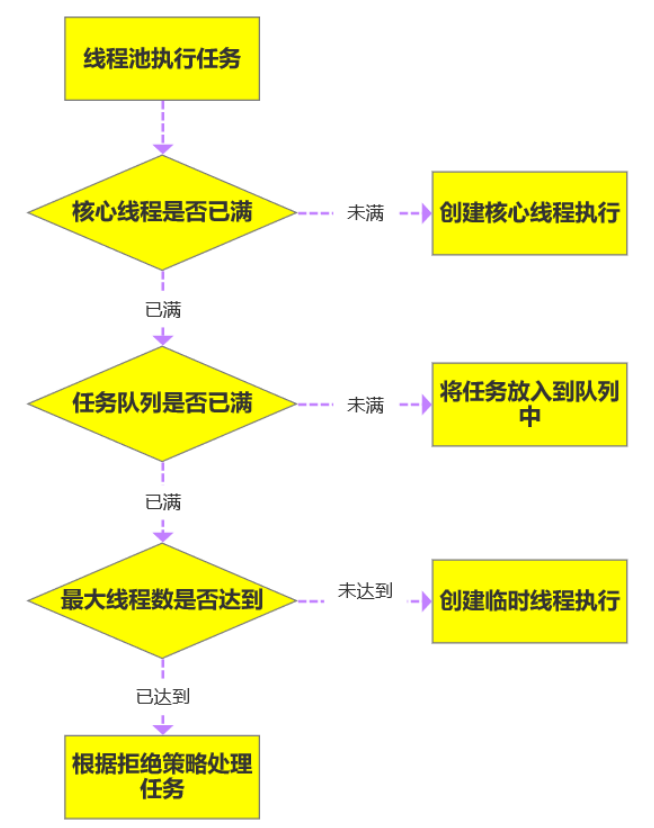 线程池执行任务
核心线程是否已满
未满
创建核心线程执行
已满
任务队列是否已满
未满
将任务放入到队列
中
已满
最大线程数是否达到
未达到
创建临时线程执行
已达到
根据拒绝策略处理
任务